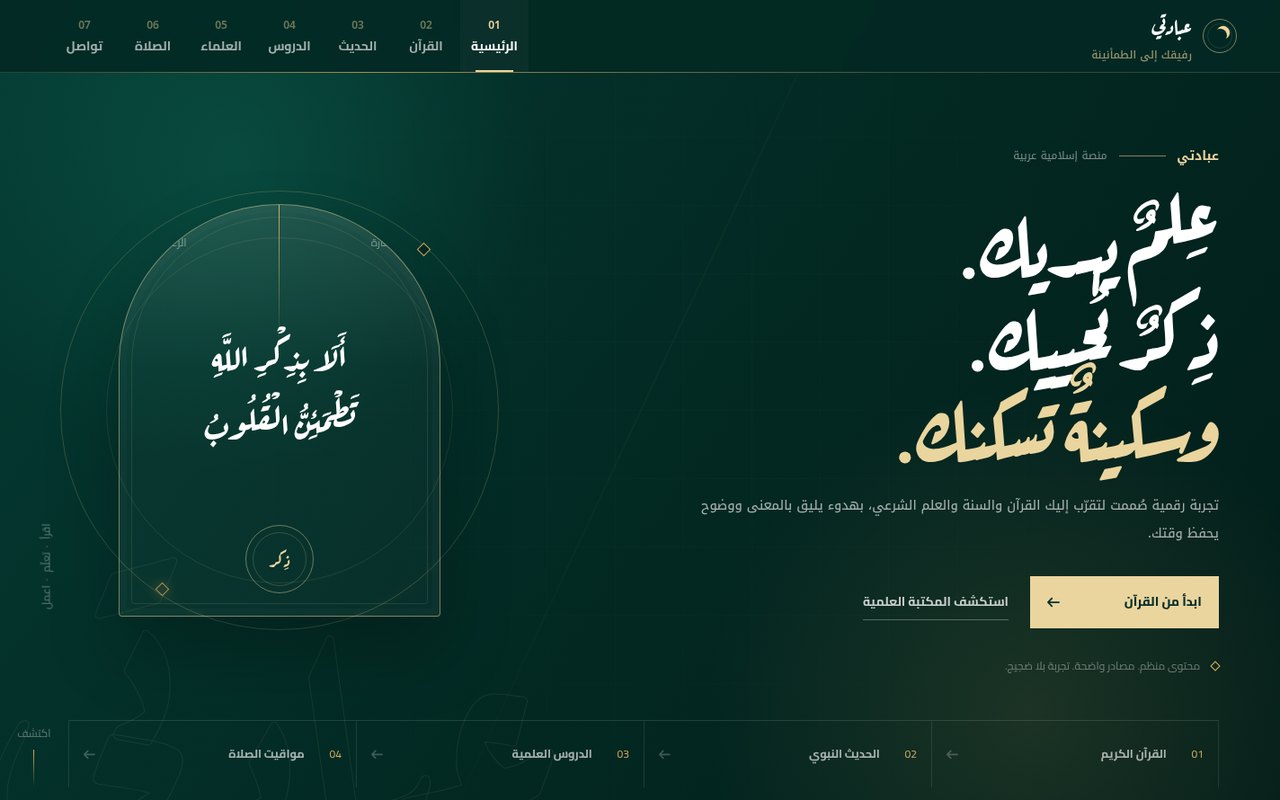 عبادتي
رفيقك إلى الطمأنينة
01 الرئيسية
02 القرآن
03 الحديث
04 الدروس
05 العلماء
06 الصلاة
07 تواصل
عبادتي منصة إسلامية عربية
عِلمٌ يهديك.
ذِكرٌ يُحييك.
وسكينةٌ تسكنك.
تجربة رقمية صُممت لتقرّب إليك القرآن والسنة والعلم الشرعي، بهدوء يليق بالمعنى ووضوح
يحفظ وقتك.
ابدأ من القرآن ←
استكشف المكتبة العلمية
محتوى منظم. مصادر واضحة. تجربة بلا ضجيج.
أَلَا بِذِكْرِ اللَّهِ
تَطْمَئِنُّ الْقُلُوبُ
ذِكر
اقرأ · تعلّم · اعمل
01 القرآن الكريم ←
02 الحديث النبوي ←
03 الدروس العلمية ←
04 مواقيت الصلاة ←
اكتشف